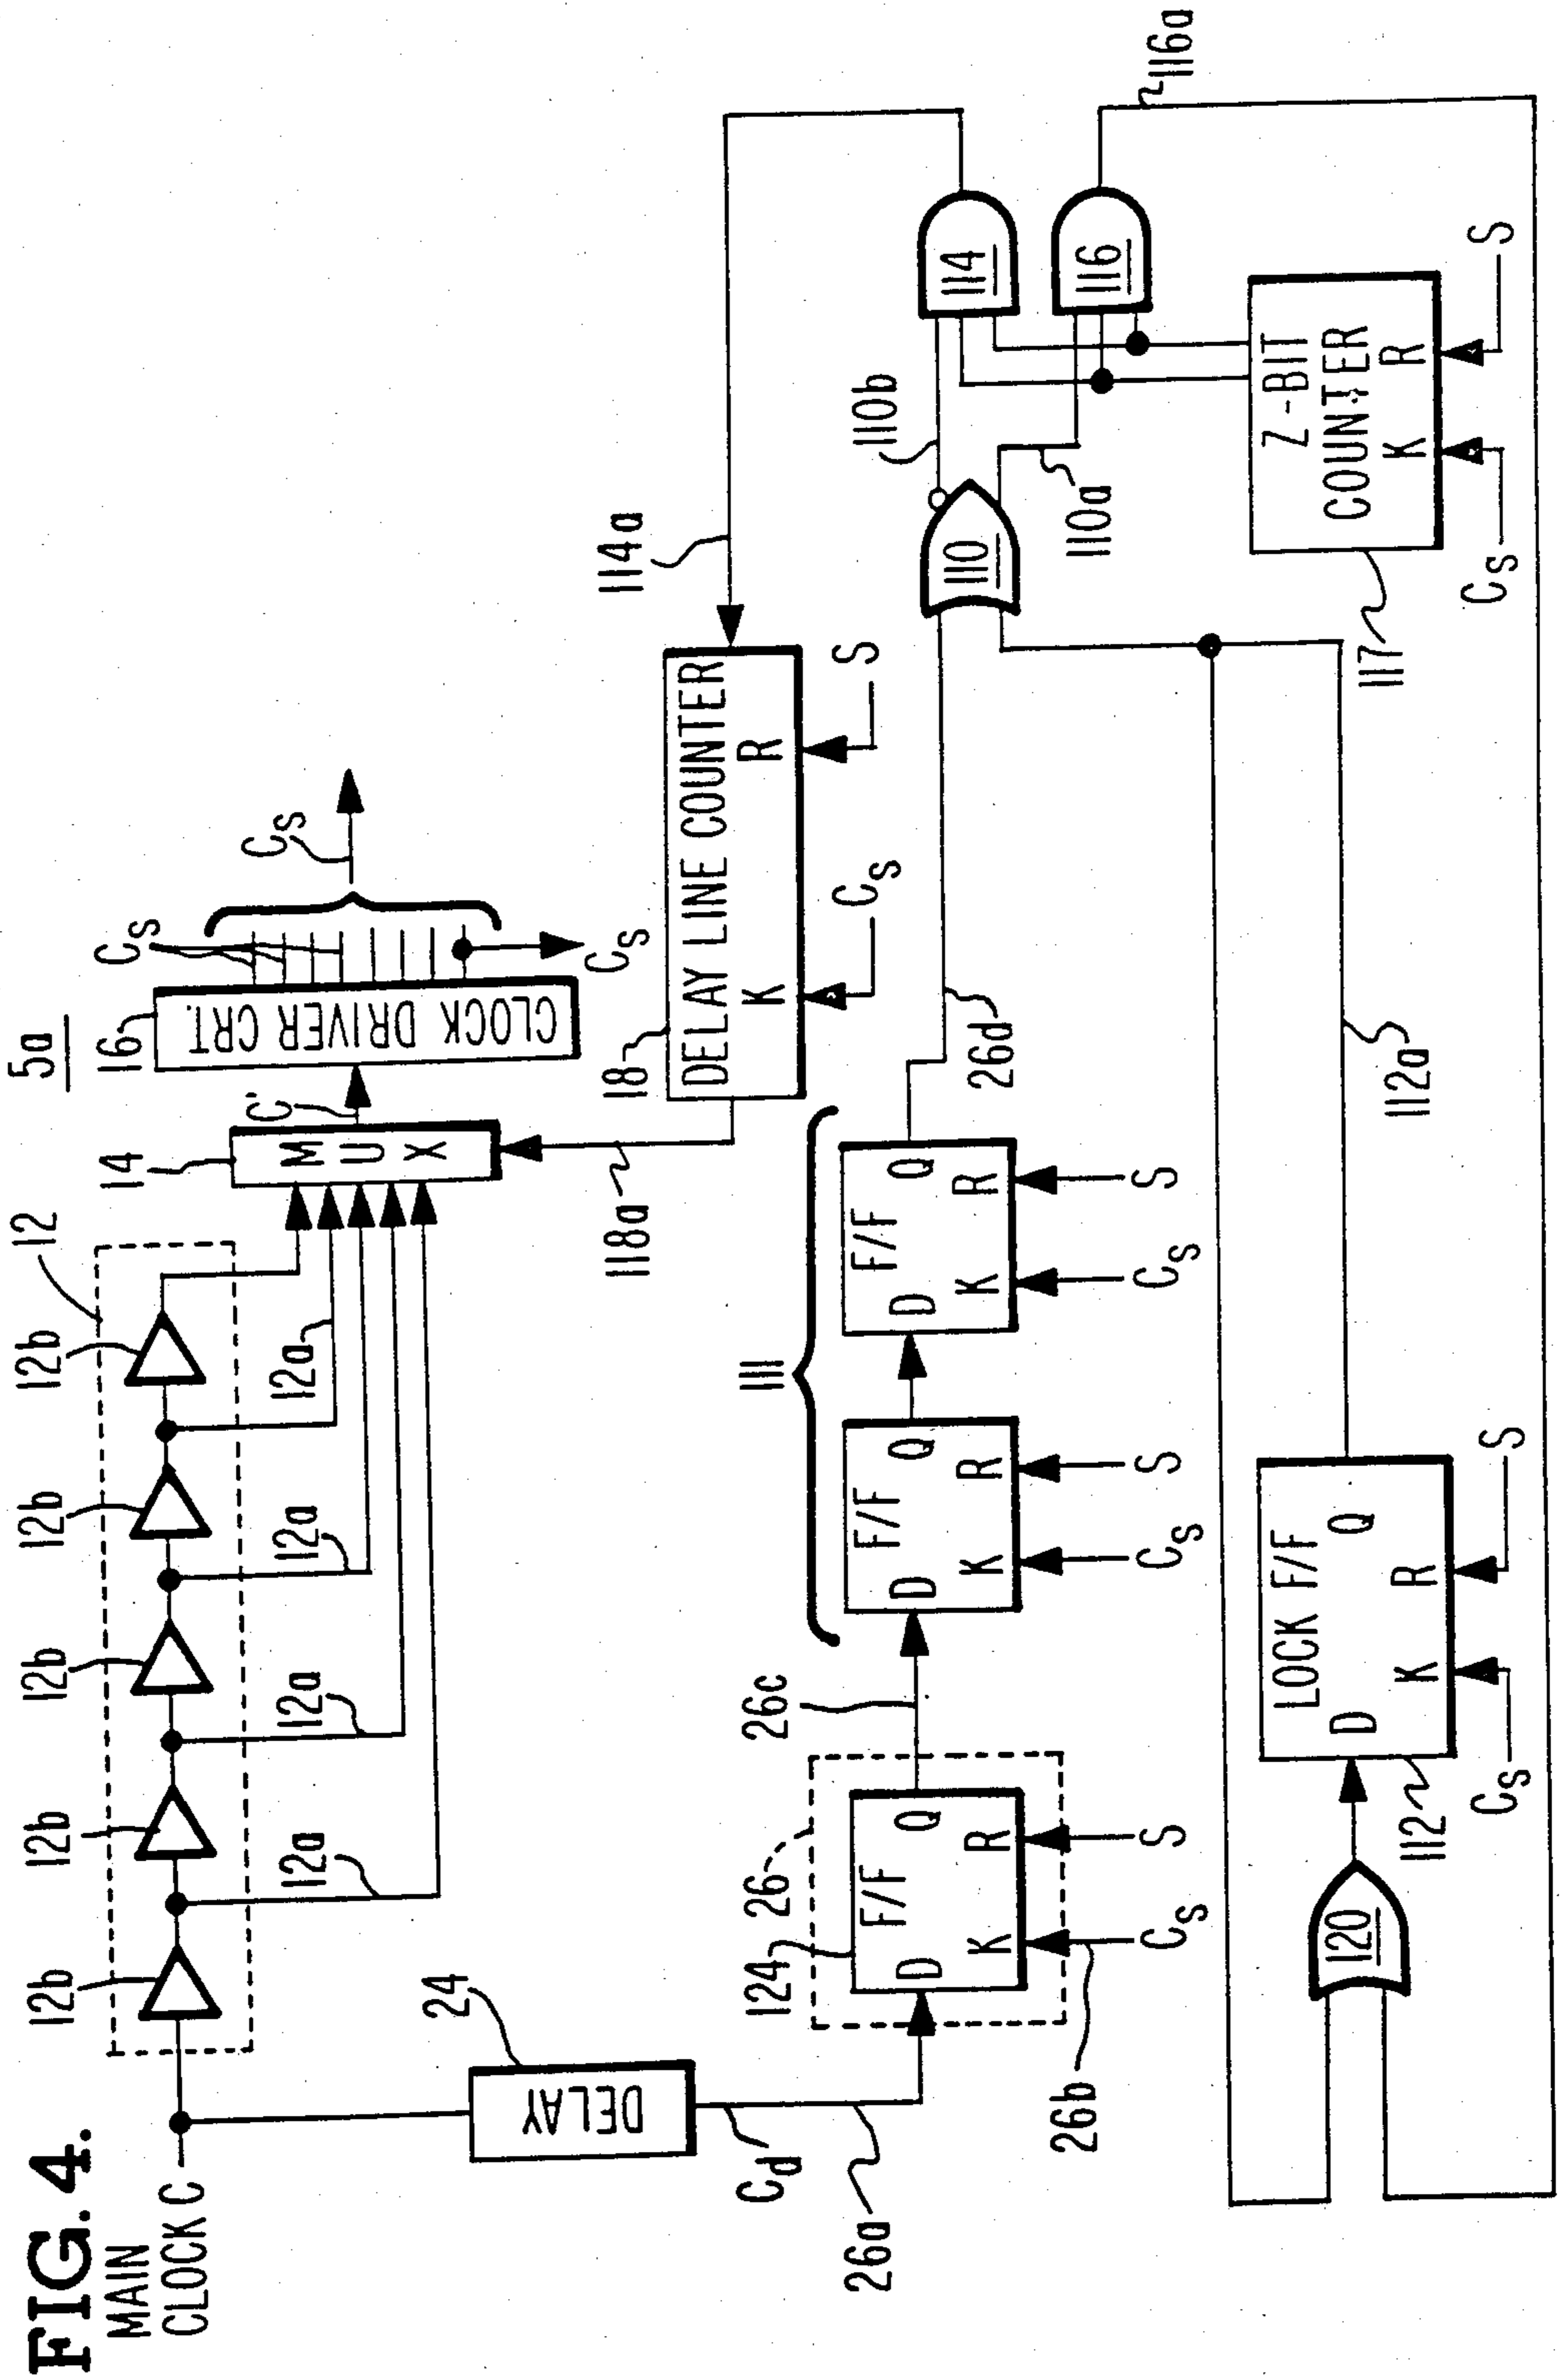 FIG. 4.
5a
MAIN
CLOCK C
12b
12b
12b
12b
12b
12
12a
12a
12a
12a
14
MUX
C'
16
CLOCK DRIVER CRT.
Cs
Cs
Cs
118a
18
DELAY LINE COUNTER
K
R
Cs
S
114a
24
DELAY
Cd
26a
26
124
F/F
D
Q
K
R
26b
Cs
S
26c
111
F/F
D
Q
K
R
Cs
S
F/F
D
Q
K
R
Cs
S
26d
110
110b
110a
114
116
116a
120
LOCK F/F
D
Q
K
R
112
Cs
S
112a
117
Z-BIT
COUNTER
K
R
Cs
S